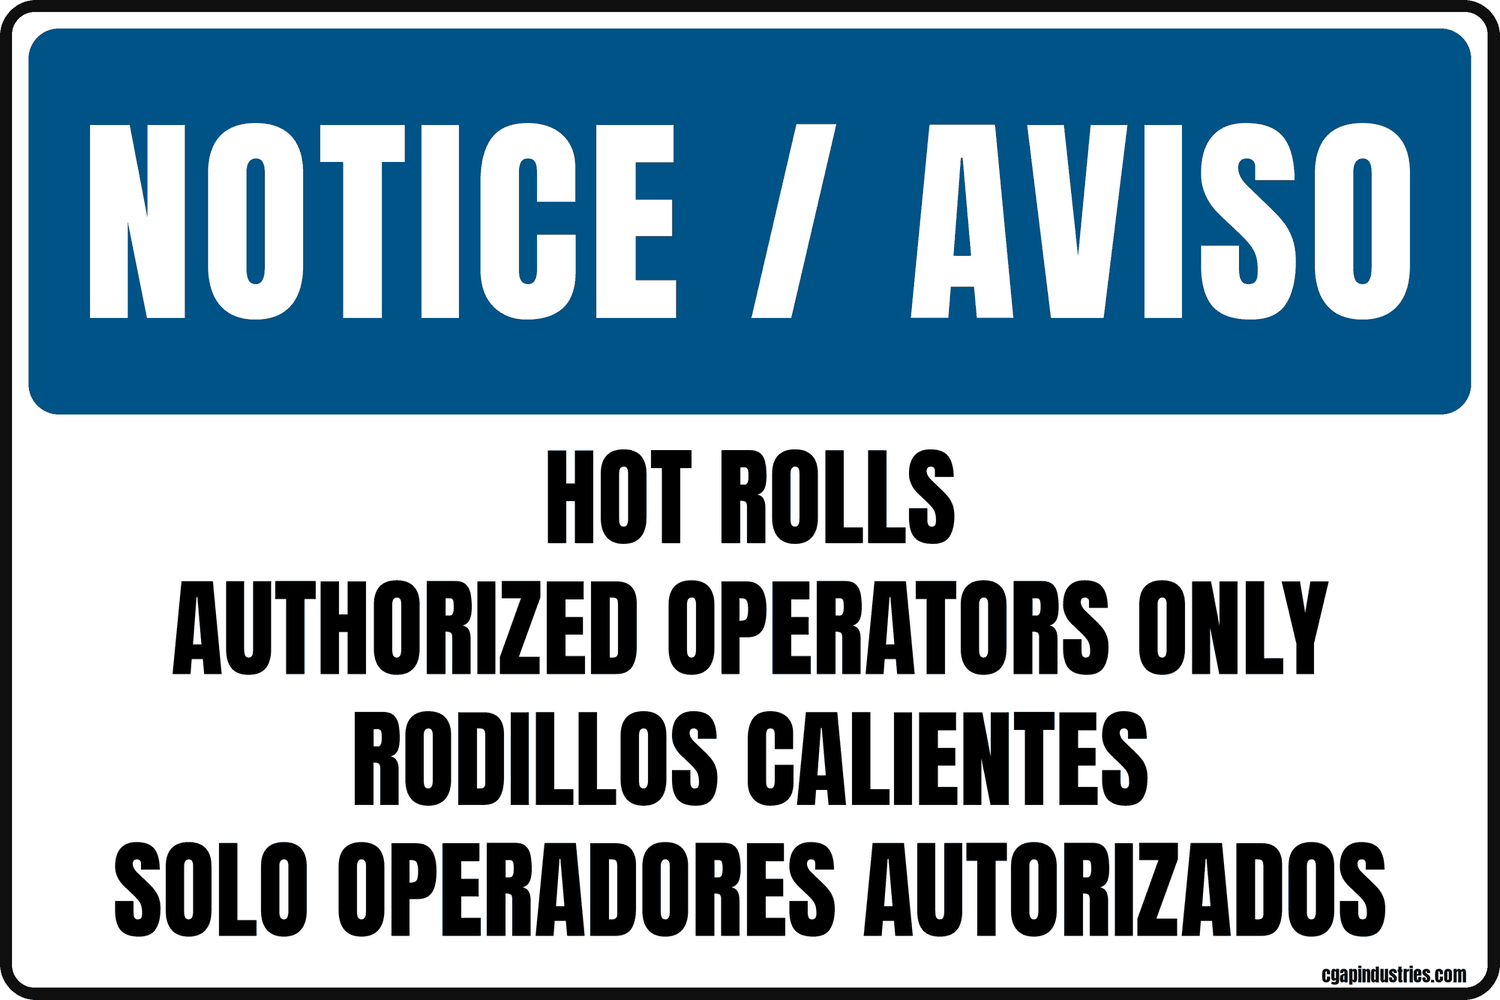 NOTICE / AVISO
HOT ROLLS
AUTHORIZED OPERATORS ONLY
RODILLOS CALIENTES
SOLO OPERADORES AUTORIZADOS
cgapindustries.com